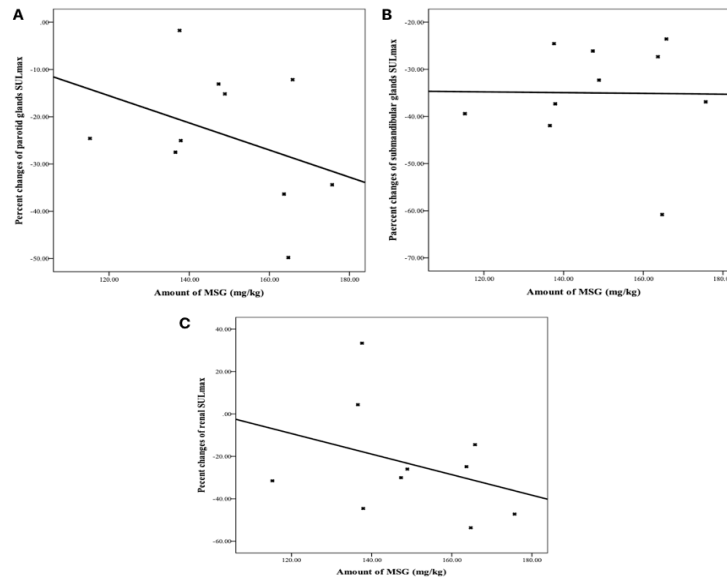 A
Percent changes of parotid glands SULmax
.00
-10.00
-20.00
-30.00
-40.00
-50.00
120.00 140.00 160.00 180.00
Amount of MSG (mg/kg)
B
Paercent changes of submandibular glands SULmax
-20.00
-30.00
-40.00
-50.00
-60.00
-70.00
120.00 140.00 160.00 180.00
Amount of MSG (mg/kg)
C
Pecent changes of renal SULmax
40.00
20.00
.00
-20.00
-40.00
-60.00
120.00 140.00 160.00 180.00
Amount of MSG (mg/kg)